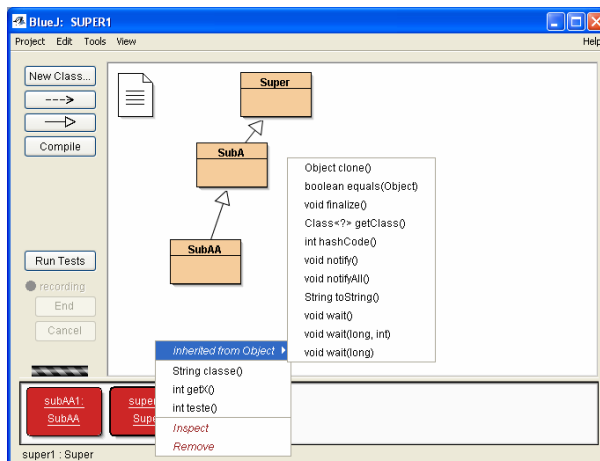 BlueJ: SUPER1
Project Edit Tools View Help
New Class...
--->
Compile
Run Tests
recording
End
Cancel
Super
SubA
SubAA
Object clone()
boolean equals(Object)
void finalize()
Class<?> getClass()
int hashCode()
void notify()
void notifyAll()
String toString()
void wait()
void wait(long, int)
void wait(long)
inherited from Object
String classe()
int getX()
int teste()
Inspect
Remove
subAA1:
SubAA
super
Supe
super1 : Super